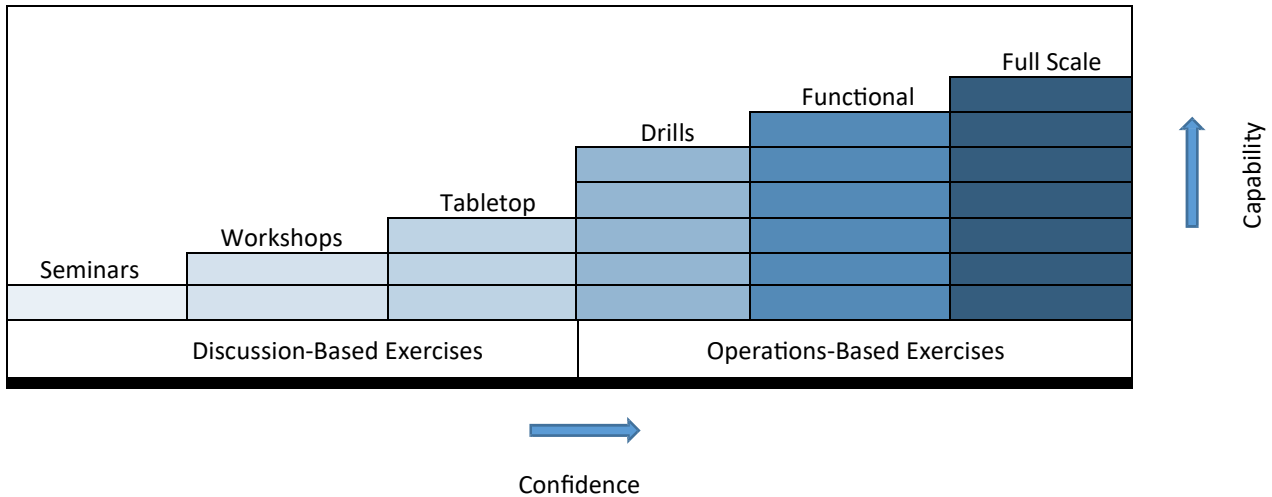 Full Scale
Functional
Drills
Tabletop
Workshops
Seminars
Discussion-Based Exercises
Operations-Based Exercises
Capability
Confidence